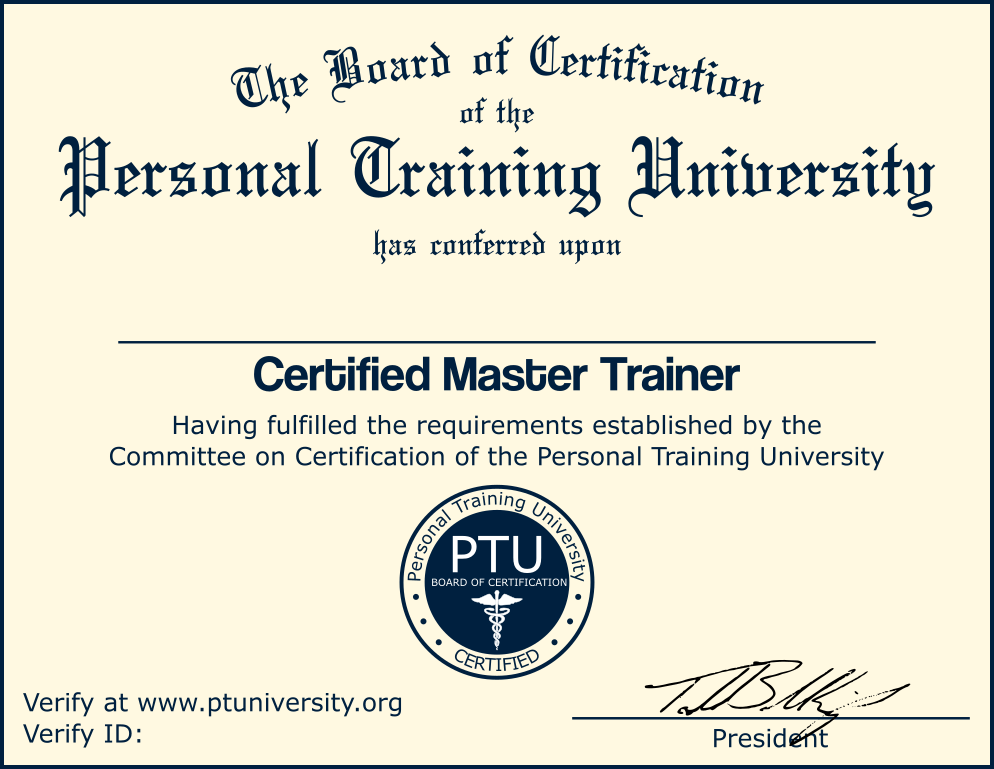 The Board of Certification
of the
Personal Training University
has conferred upon
Certified Master Trainer
Having fulfilled the requirements established by the
Committee on Certification of the Personal Training University
Personal Training University
PTU
BOARD OF CERTIFICATION
CERTIFIED
Verify at www.ptuniversity.org
Verify ID:
President